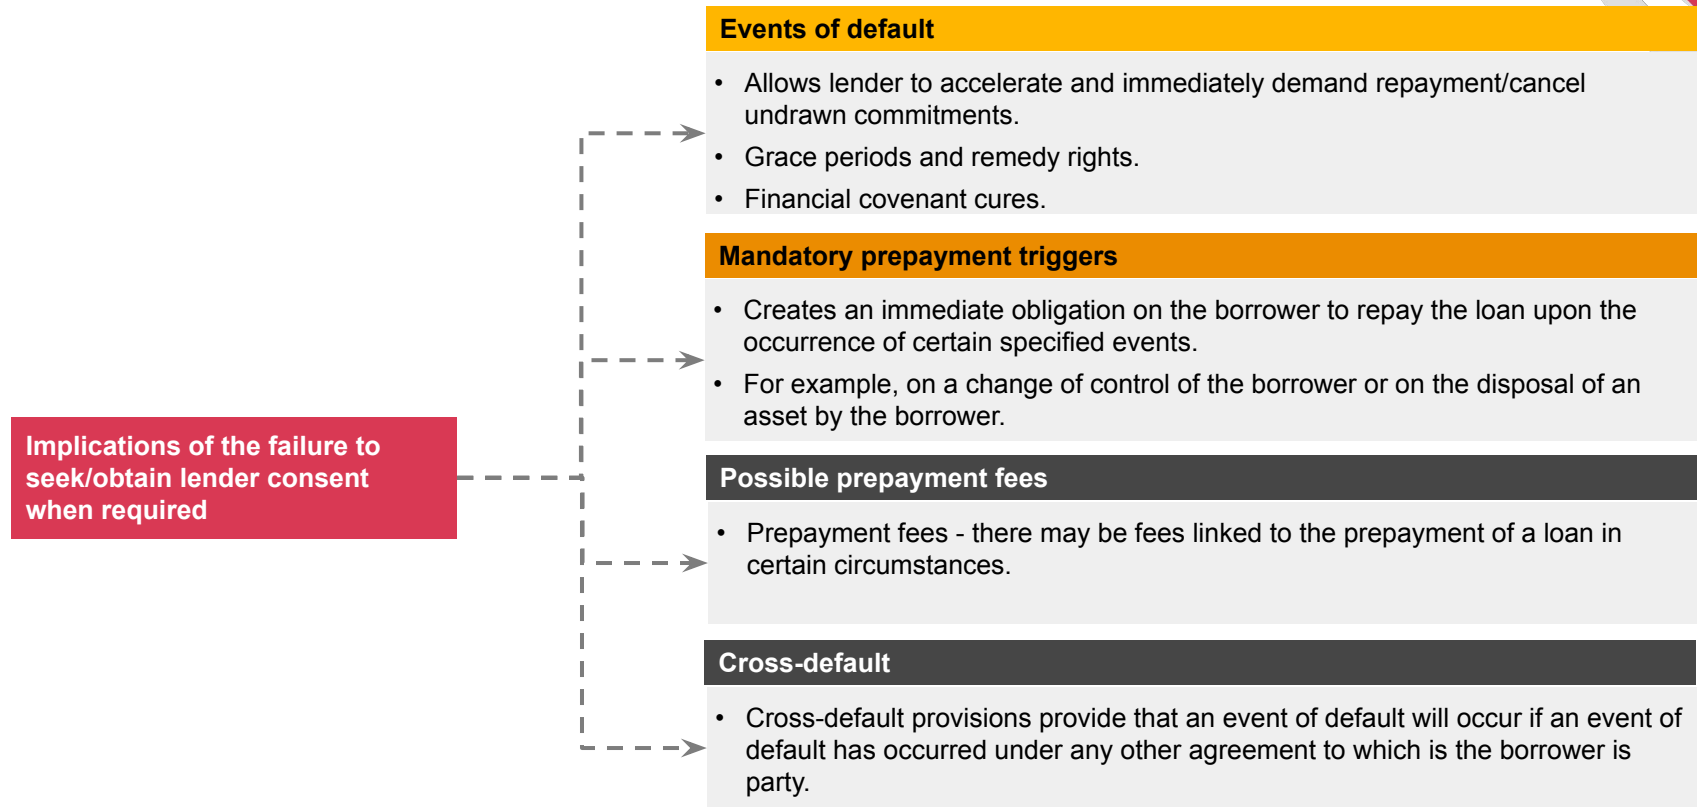 Events of default
• Allows lender to accelerate and immediately demand repayment/cancel
undrawn commitments.
• Grace periods and remedy rights.
• Financial covenant cures.
Mandatory prepayment triggers
• Creates an immediate obligation on the borrower to repay the loan upon the
occurrence of certain specified events.
• For example, on a change of control of the borrower or on the disposal of an
asset by the borrower.
Implications of the failure to
seek/obtain lender consent
when required
Possible prepayment fees
• Prepayment fees - there may be fees linked to the prepayment of a loan in
certain circumstances.
Cross-default
• Cross-default provisions provide that an event of default will occur if an event of
default has occurred under any other agreement to which is the borrower is
party.